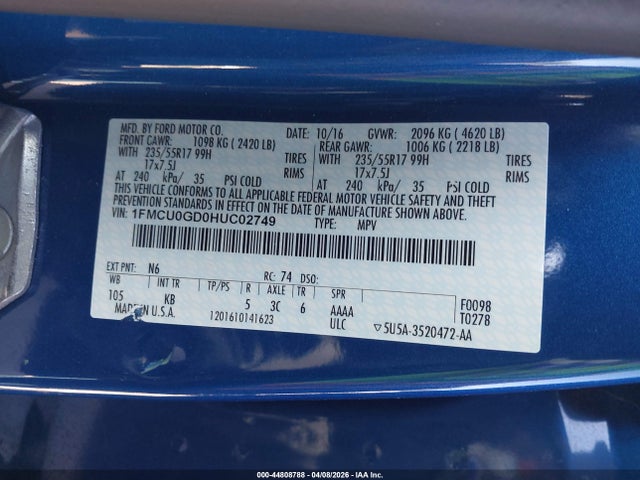 MFD. BY FORD MOTOR CO. DATE: 10/16 GVWR: 2096 KG ( 4620 LB)
FRONT GAWR: 1098 KG ( 2420 LB) REAR GAWR: 1006 KG ( 2218 LB)
WITH 235/55R17 99H TIRES WITH 235/55R17 99H TIRES
17x7.5J RIMS 17x7.5J RIMS
AT 240 kPa/ 35 PSI COLD AT 240 kPa/ 35 PSI COLD
THIS VEHICLE CONFORMS TO ALL APPLICABLE FEDERAL MOTOR VEHICLE SAFETY AND THEFT
PREVENTION STANDARDS IN EFFECT ON THE DATE OF MANUFACTURE SHOWN ABOVE.
VIN: 1FMCU0GD0HUC02749 TYPE: MPV
EXT PNT: N6 RC: 74 DSO:
WB INT TR TP/PS R AXLE TR SPR
105 KB 5 3C 6 AAAA F0098
MADE IN U.S.A. 1201610141623 ULC T0278
▽5U5A-3520472-AA
000-44808788 - 04/08/2026 - IAA Inc.